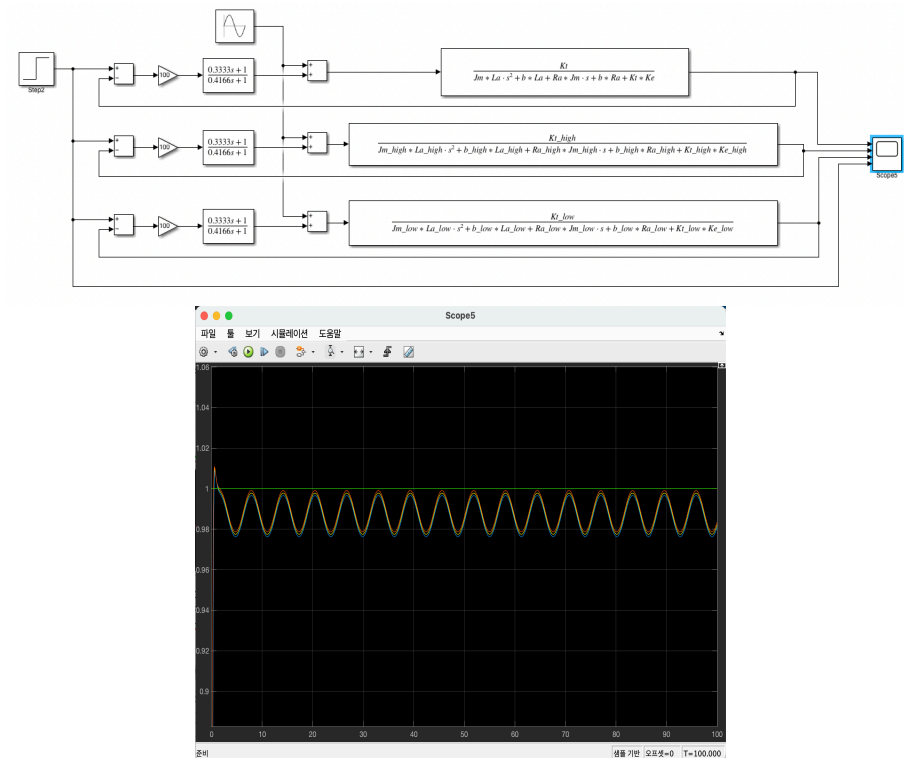 Step2
+
−
100
0.3333s + 1
0.4166s + 1
+
+
Kt
Jm∗La·s² + b∗La + Ra∗Jm·s + b∗Ra + Kt∗Ke
+
−
100
0.3333s + 1
0.4166s + 1
+
+
Kt_high
Jm_high∗La_high·s² + b_high∗La_high + Ra_high∗Jm_high·s + b_high∗Ra_high + Kt_high∗Ke_high
Scope5
+
−
100
0.3333s + 1
0.4166s + 1
+
+
Kt_low
Jm_low∗La_low·s² + b_low∗La_low + Ra_low∗Jm_low·s + b_low∗Ra_low + Kt_low∗Ke_low
Scope5
파일 툴 보기 시뮬레이션 도움말
1.06
1.04
1.02
1
0.98
0.96
0.94
0.92
0.9
0 10 20 30 40 50 60 70 80 90 100
준비 샘플 기반 오프셋=0 T=100.000